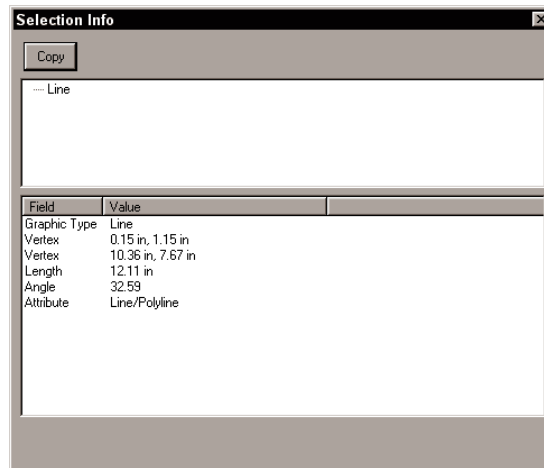 Selection Info
Copy
Line
Field Value
Graphic Type Line
Vertex 0.15 in, 1.15 in
Vertex 10.36 in, 7.67 in
Length 12.11 in
Angle 32.59
Attribute Line/Polyline